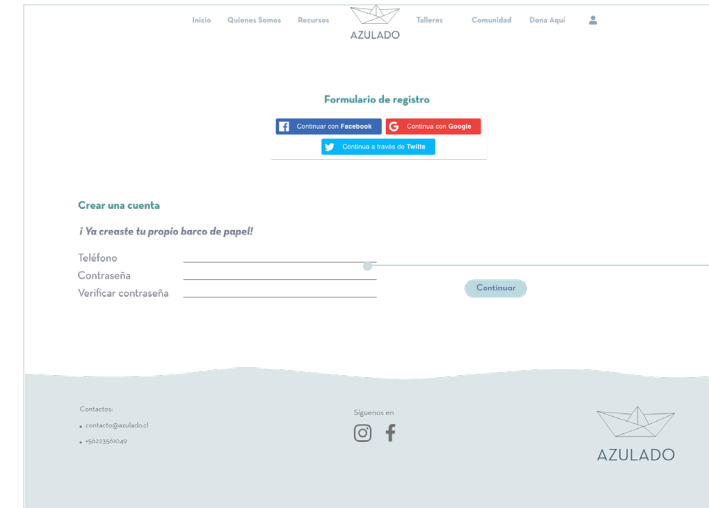 Inicio Quienes Somos Recursos AZULADO Talleres Comunidad Dona Aquí
Formulario de registro
Continuar con Facebook
Continua con Google
Continua a través de Twitte
Crear una cuenta
¡ Ya creaste tu propio barco de papel!
Teléfono
Contraseña
Verificar contraseña
Continuar
Contactos:
• contacto@azulado.cl
• +56223561049
Síguenos en
AZULADO